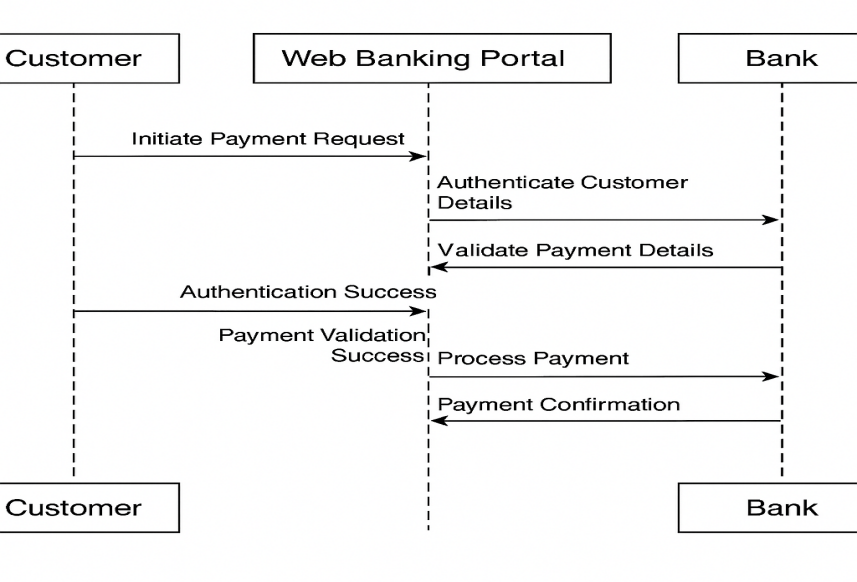 Customer
Web Banking Portal
Bank
Initiate Payment Request
Authenticate Customer
Details
Validate Payment Details
Authentication Success
Payment Validation
Success
Process Payment
Payment Confirmation
Customer
Bank